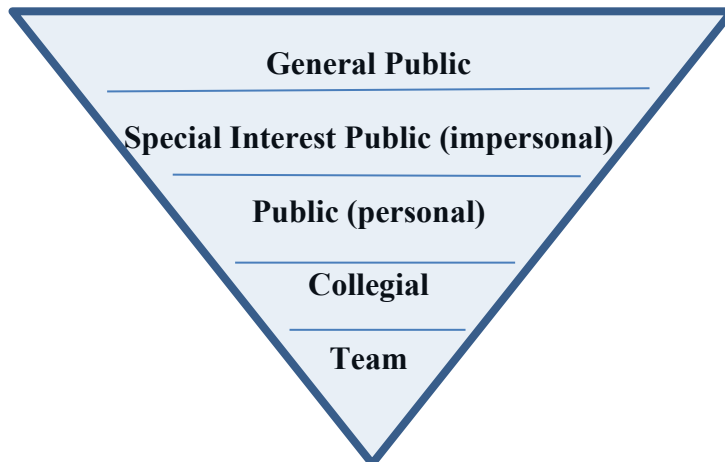 General Public
Special Interest Public (impersonal)
Public (personal)
Collegial
Team